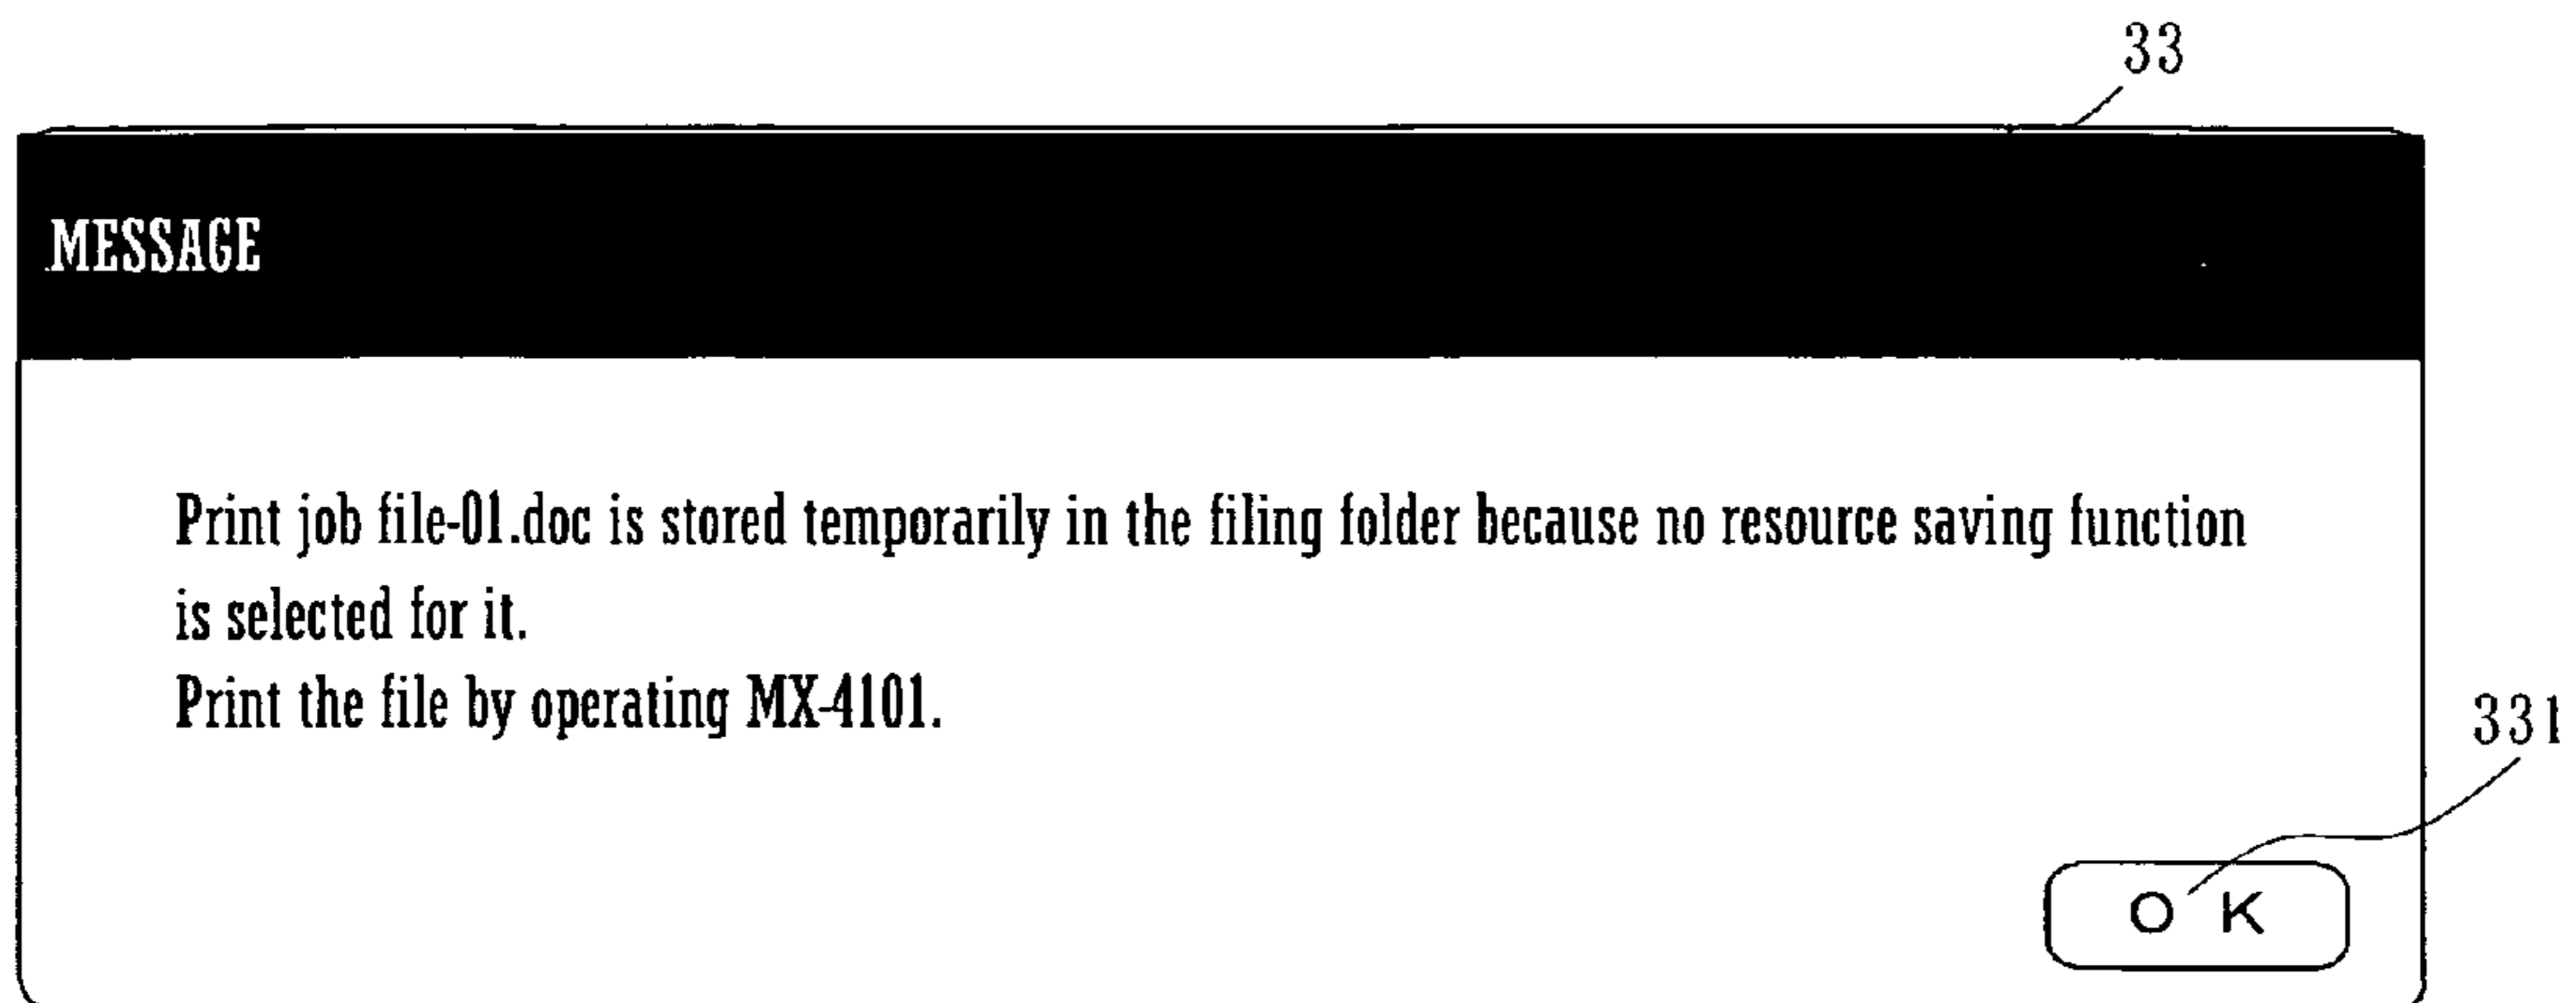 33
MESSAGE
Print job file-01.doc is stored temporarily in the filing folder because no resource saving function
is selected for it.
Print the file by operating MX-4101.
331
OK